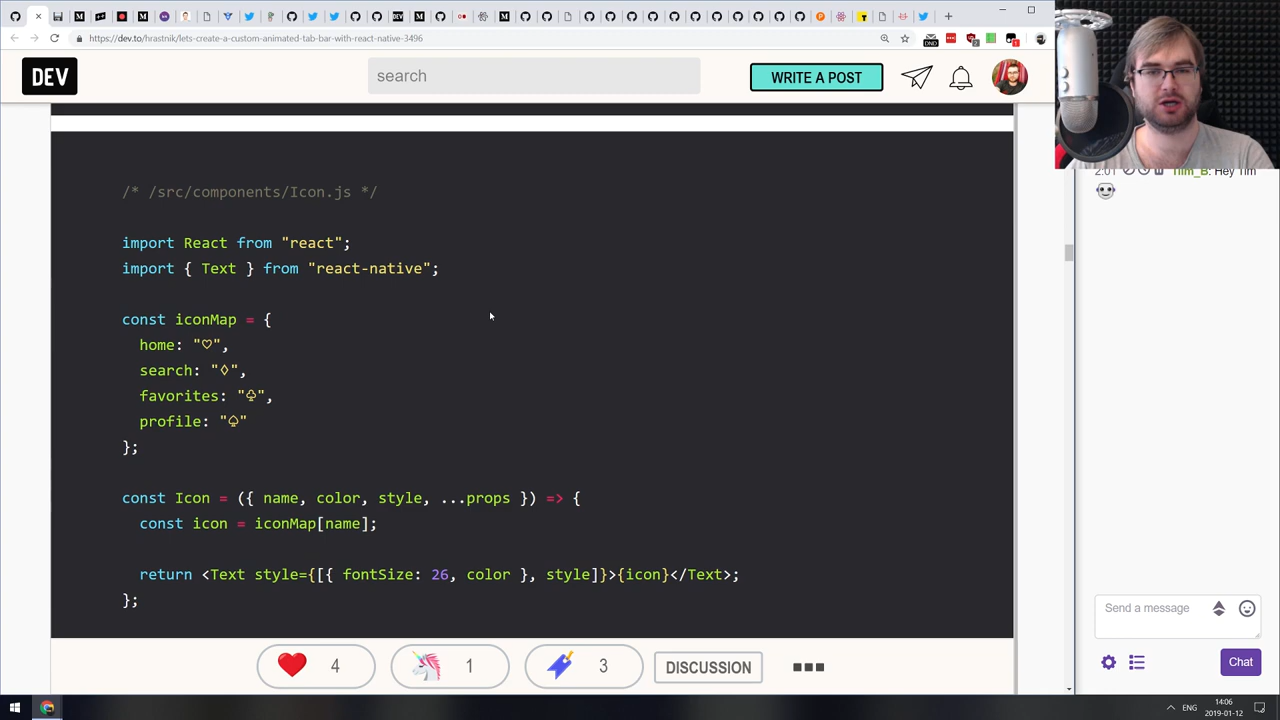 https://dev.to/hrastnik/lets-create-a-custom-animated-tab-bar-with-react-native-3496
DEV
search
WRITE A POST
/* /src/components/Icon.js */
import React from "react";
import { Text } from "react-native";
const iconMap = {
home: "♡",
search: "♢",
favorites: "♧",
profile: "♤"
};
const Icon = ({ name, color, style, ...props }) => {
const icon = iconMap[name];
return <Text style={[{ fontSize: 26, color }, style]}>{icon}</Text>;
};
4
1
3
DISCUSSION
2:01 Tim_B: Hey Tim
Send a message
Chat
ENG
14:06
2019-01-12